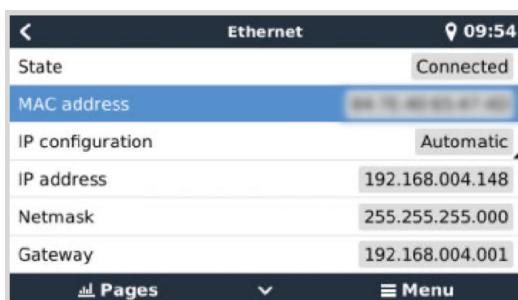 Ethernet 09:54
State Connected
MAC address
IP configuration Automatic
IP address 192.168.004.148
Netmask 255.255.255.000
Gateway 192.168.004.001
Pages Menu